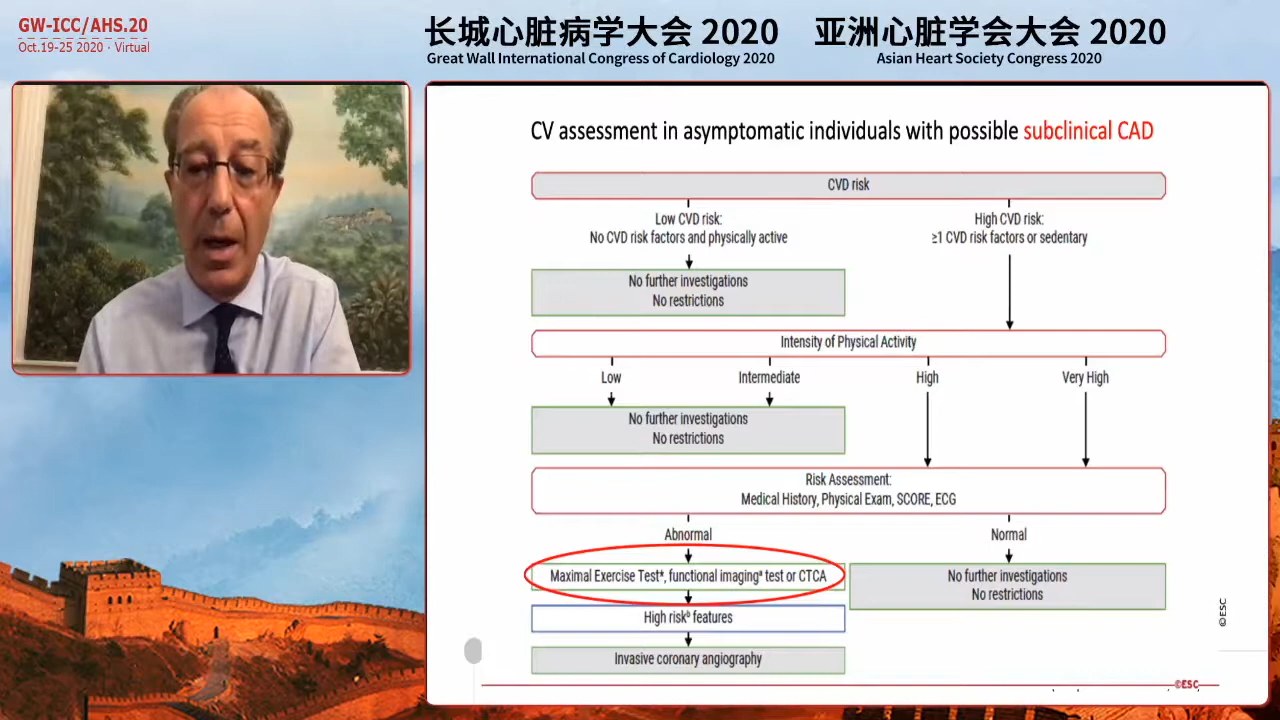 GW-ICC/AHS.20
Oct.19-25 2020 · Virtual
长城心脏病学大会 2020
Great Wall International Congress of Cardiology 2020
亚洲心脏学会大会 2020
Asian Heart Society Congress 2020
CV assessment in asymptomatic individuals with possible subclinical CAD
CVD risk
Low CVD risk:
No CVD risk factors and physically active
High CVD risk:
≥1 CVD risk factors or sedentary
No further investigations
No restrictions
Intensity of Physical Activity
Low
Intermediate
High
Very High
No further investigations
No restrictions
Risk Assessment:
Medical History, Physical Exam, SCORE, ECG
Abnormal
Normal
Maximal Exercise Test*, functional imagingᵃ test or CTCA
No further investigations
No restrictions
High riskᵇ features
Invasive coronary angiography
©ESC
©ESC